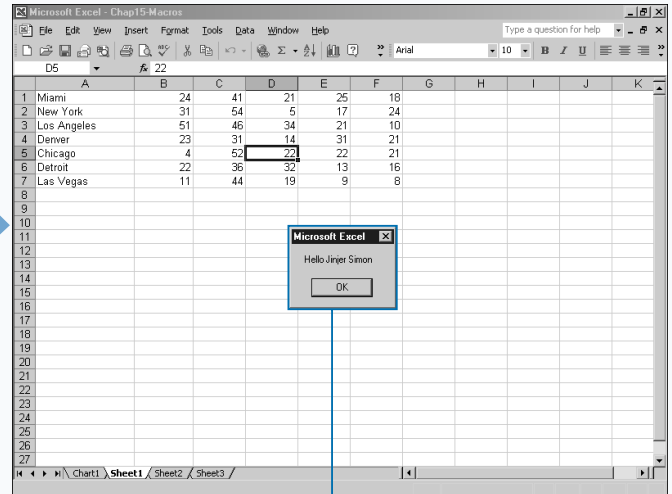 Microsoft Excel - Chap15-Macros
File Edit View Insert Format Tools Data Window Help Type a question for help
Arial 10 B I U
D5 fx 22
A B C D E F G H I J K
1 Miami 24 41 21 25 18
2 New York 31 54 5 17 24
3 Los Angeles 51 46 34 21 10
4 Denver 23 31 14 31 21
5 Chicago 4 52 22 22 21
6 Detroit 22 36 32 13 16
7 Las Vegas 11 44 19 9 8
8
9
10
11
12
13
14
15
16
17
18
19
20
21
22
23
24
25
26
27
Microsoft Excel
Hello Jinjer Simon
OK
Chart1 Sheet1 Sheet2 Sheet3